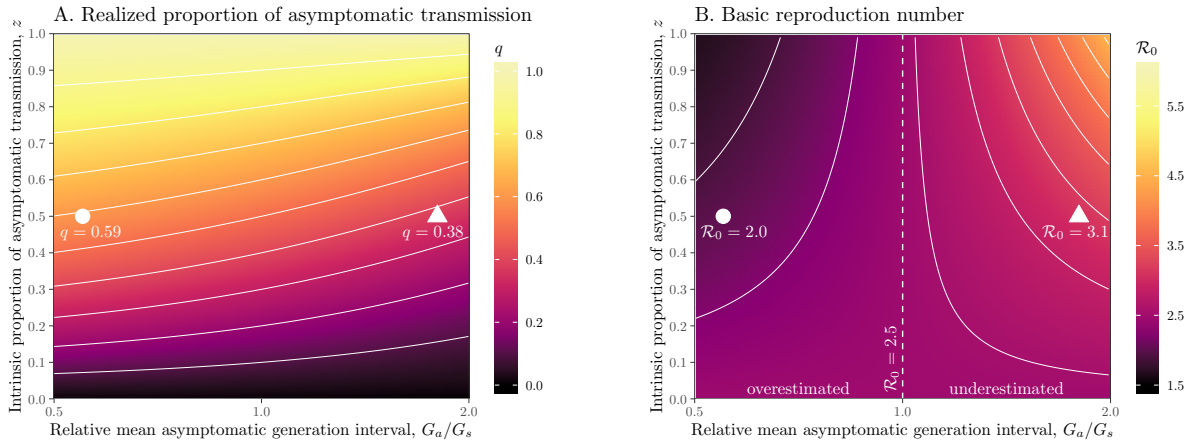 A. Realized proportion of asymptomatic transmission
Intrinsic proportion of asymptomatic transmission, z
1.0
0.9
0.8
0.7
0.6
0.5
0.4
0.3
0.2
0.1
0.0
q = 0.59
q = 0.38
0.5
1.0
2.0
Relative mean asymptomatic generation interval, G_a/G_s
q
1.0
0.8
0.6
0.4
0.2
0.0
B. Basic reproduction number
Intrinsic proportion of asymptomatic transmission, z
1.0
0.9
0.8
0.7
0.6
0.5
0.4
0.3
0.2
0.1
0.0
R_0 = 2.0
R_0 = 3.1
R_0 = 2.5
overestimated
underestimated
0.5
1.0
2.0
Relative mean asymptomatic generation interval, G_a/G_s
R_0
5.5
4.5
3.5
2.5
1.5